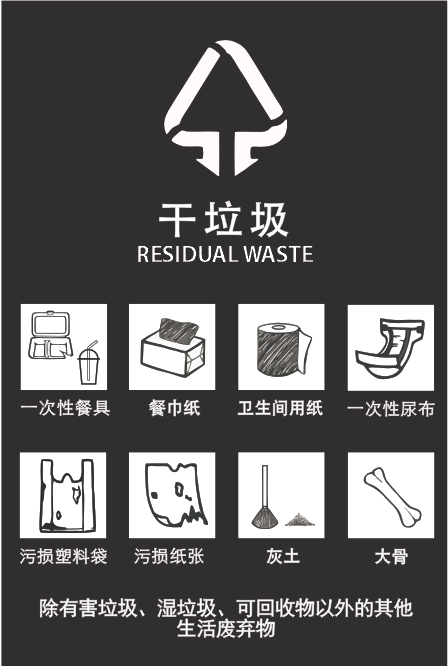 干垃圾
RESIDUAL WASTE
一次性餐具 餐巾纸 卫生间用纸 一次性尿布
污损塑料袋 污损纸张 灰土 大骨
除有害垃圾、湿垃圾、可回收物以外的其他
生活废弃物